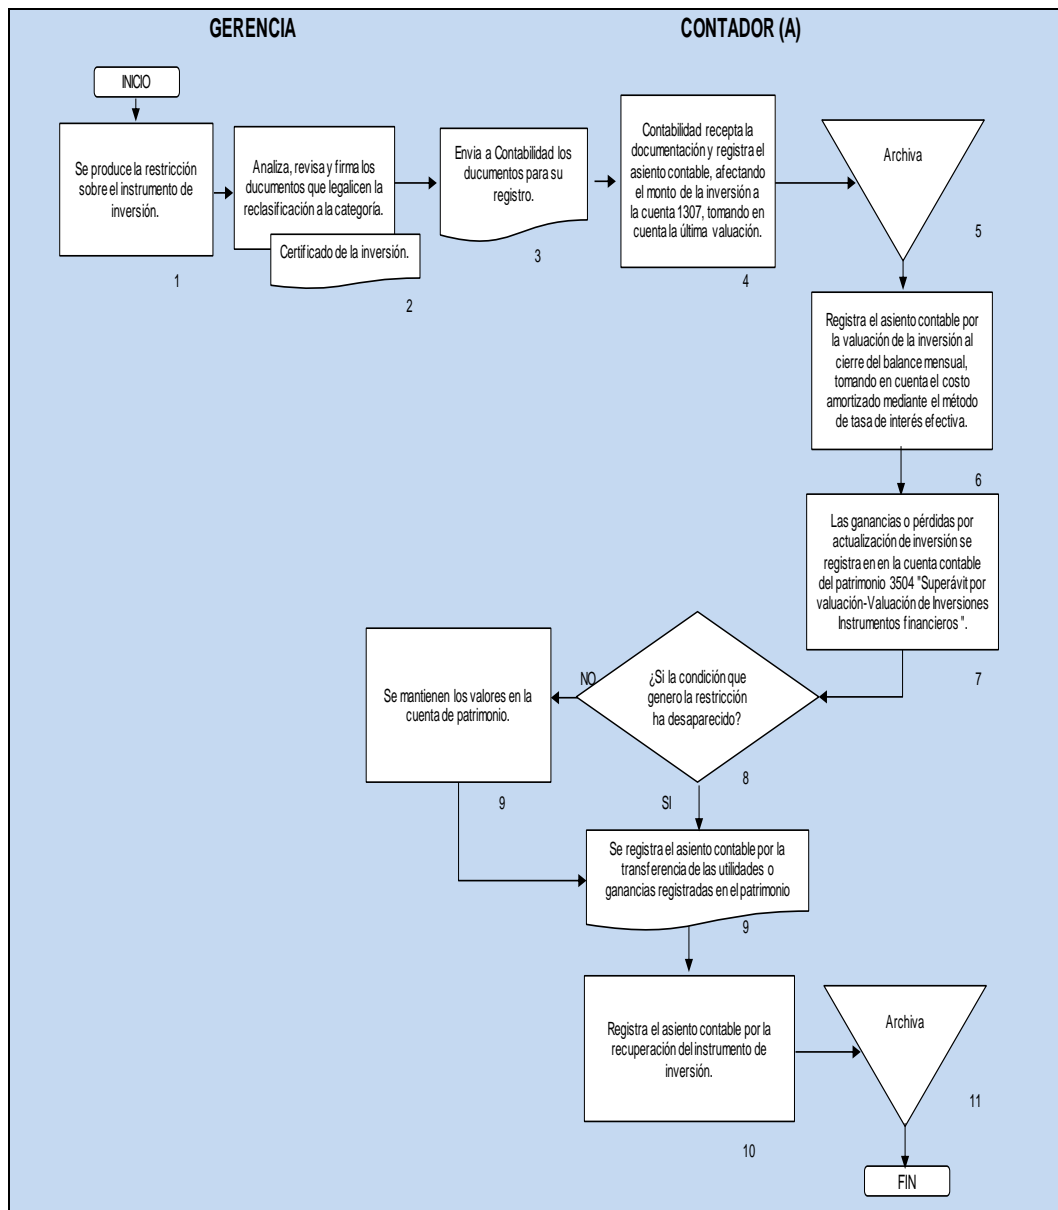 GERENCIA
CONTADOR (A)
INICIO
Se produce la restricción
sobre el instrumento de
inversión.
1
Analiza, revisa y firma los
ducumentos que legalicen la
reclasificación a la categoría.
Certificado de la inversión.
2
Envia a Contabilidad los
ducumentos para su
registro.
3
Contabilidad recepta la
documentación y registra el
asiento contable, afectando
el monto de la inversión a
la cuenta 1307, tomando en
cuenta la última valuación.
4
Archiva
5
Registra el asiento contable por
la valuación de la inversión al
cierre del balance mensual,
tomando en cuenta el costo
amortizado mediante el método
de tasa de interés efectiva.
6
Las ganancias o pérdidas por
actualización de inversión se
registra en en la cuenta contable
del patrimonio 3504 "Superávit por
valuación-Valuación de Inversiones
Instrumentos financieros ".
7
¿Si la condición que
genero la restricción
ha desaparecido?
8
NO
Se mantienen los valores en la
cuenta de patrimonio.
9
SI
Se registra el asiento contable por la
transferencia de las utilidades o
ganancias registradas en el patrimonio
9
Registra el asiento contable por la
recuperación del instrumento de
inversión.
10
Archiva
11
FIN